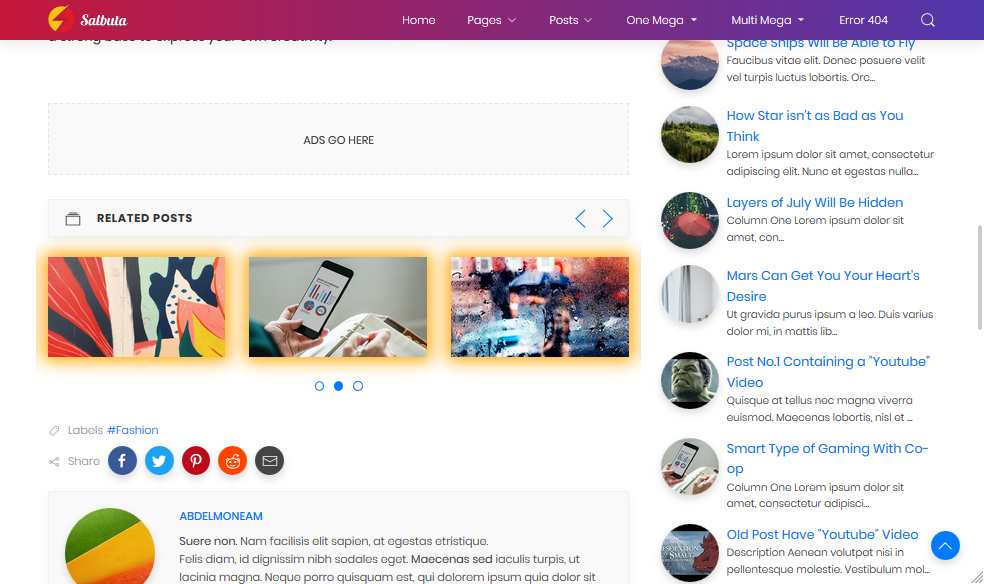 Salbuta
Home
Pages
Posts
One Mega
Multi Mega
Error 404
a strong base to express your own creativity.
ADS GO HERE
RELATED POSTS
Labels #Fashion
Share
ABDELMONEAM
Suere non. Nam facilisis elit sapien, at egestas etristique.
Felis diam, id dignissim nibh sodales eget. Maecenas sed iaculis turpis, ut
lacinia magna. Neque porro quisquam est, qui dolorem ipsum quia dolor sit
Space Ships Will Be Able to Fly
Faucibus vitae elit. Donec posuere velit
vel turpis luctus lobortis. Orc...
How Star isn't as Bad as You
Think
Lorem ipsum dolor sit amet, consectetur
adipiscing elit. Nunc et egestas nulla...
Layers of July Will Be Hidden
Column One Lorem ipsum dolor sit
amet, con...
Mars Can Get You Your Heart's
Desire
Ut gravida purus ipsum a leo. Duis varius
dolor mi, in mattis lib...
Post No.1 Containing a "Youtube"
Video
Quisque at tellus nec magna viverra
euismod. Maecenas lobortis, nisl et ...
Smart Type of Gaming With Co-
op
Column One Lorem ipsum dolor sit
amet, consectetur adipisci...
Old Post Have "Youtube" Video
Description Aenean volutpat nisi in
pellentesque molestie. Vestibulum mol...